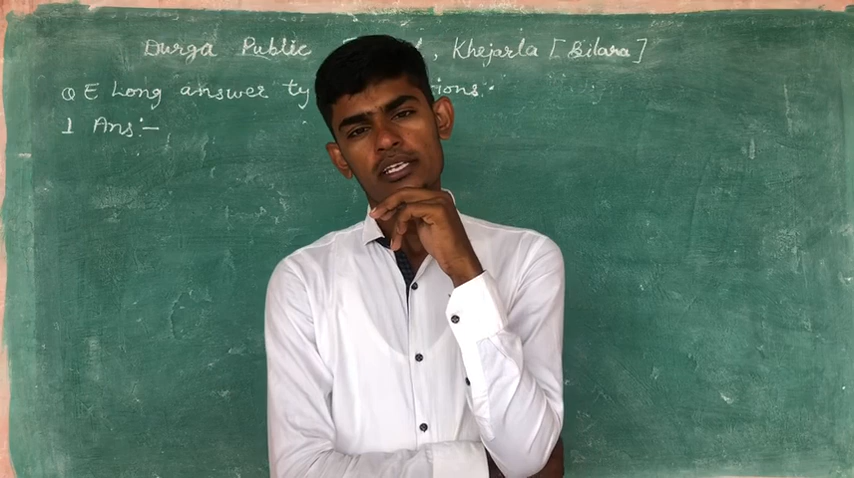 Durga Public , Khejarla [Bilara]
Q E Long answer ty ions.
1 Ans:-